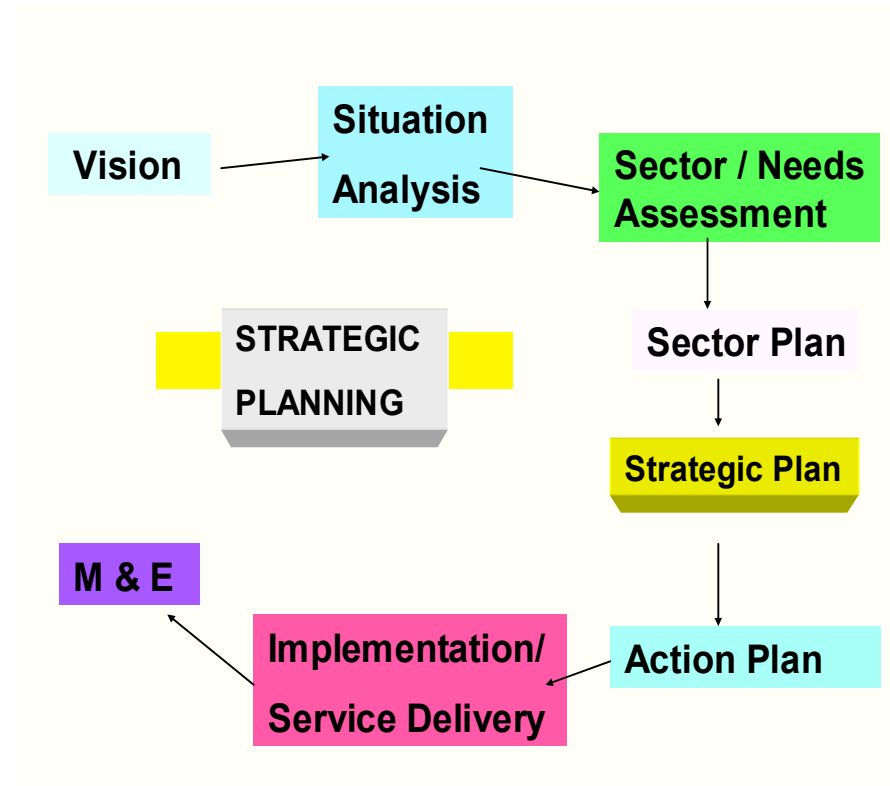 Vision
Situation
Analysis
Sector / Needs
Assessment
Sector Plan
STRATEGIC
PLANNING
Strategic Plan
Action Plan
Implementation/
Service Delivery
M & E